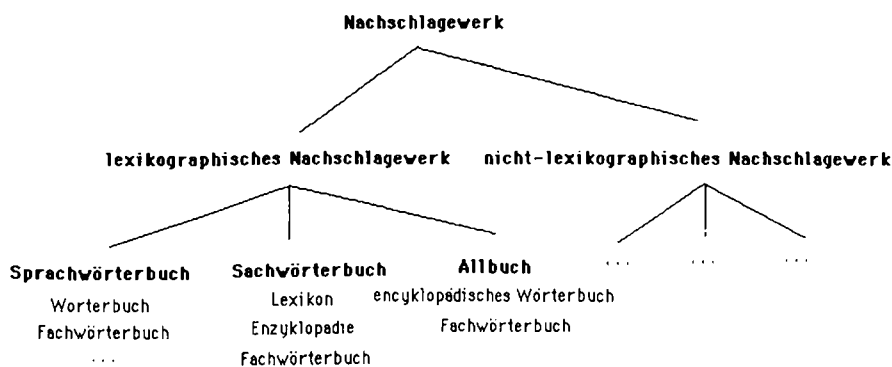 Nachschlagewerk
lexikographisches Nachschlagewerk nicht-lexikographisches Nachschlagewerk
Sprachwörterbuch Sachwörterbuch Allbuch ... ... ...
Worterbuch Lexikon encyklopädisches Wörterbuch
Fachwörterbuch Enzyklopadie Fachwörterbuch
... Fachwörterbuch